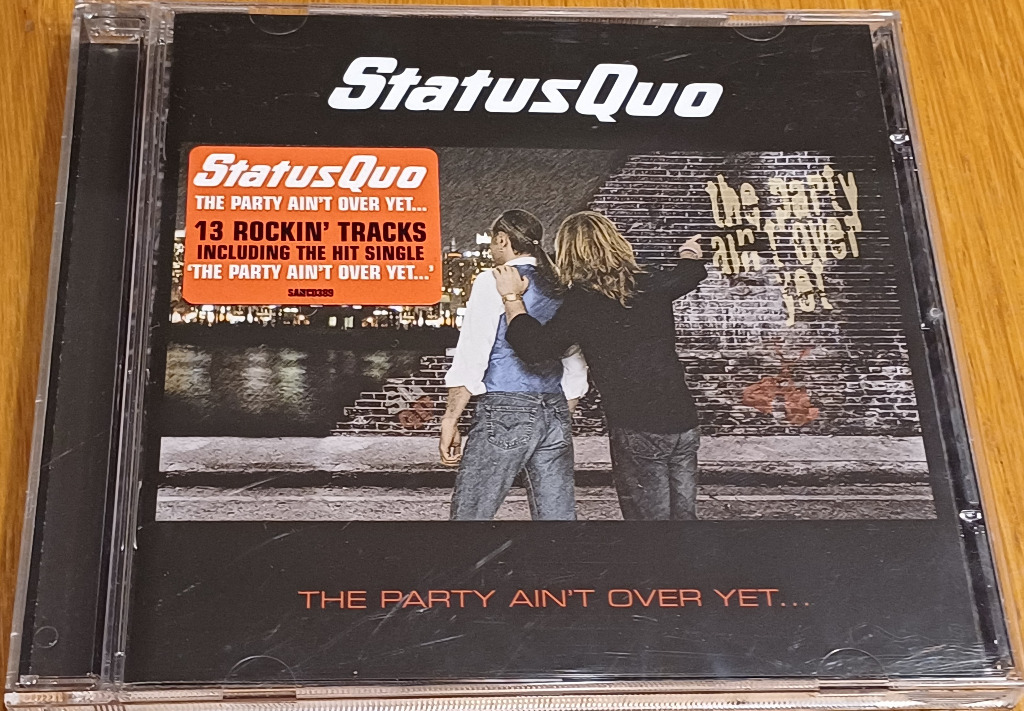 StatusQuo
StatusQuo
THE PARTY AIN'T OVER YET...
13 ROCKIN' TRACKS
INCLUDING THE HIT SINGLE
'THE PARTY AIN'T OVER YET...'
SANCD389
the party
ain't over
yet
THE PARTY AIN'T OVER YET...